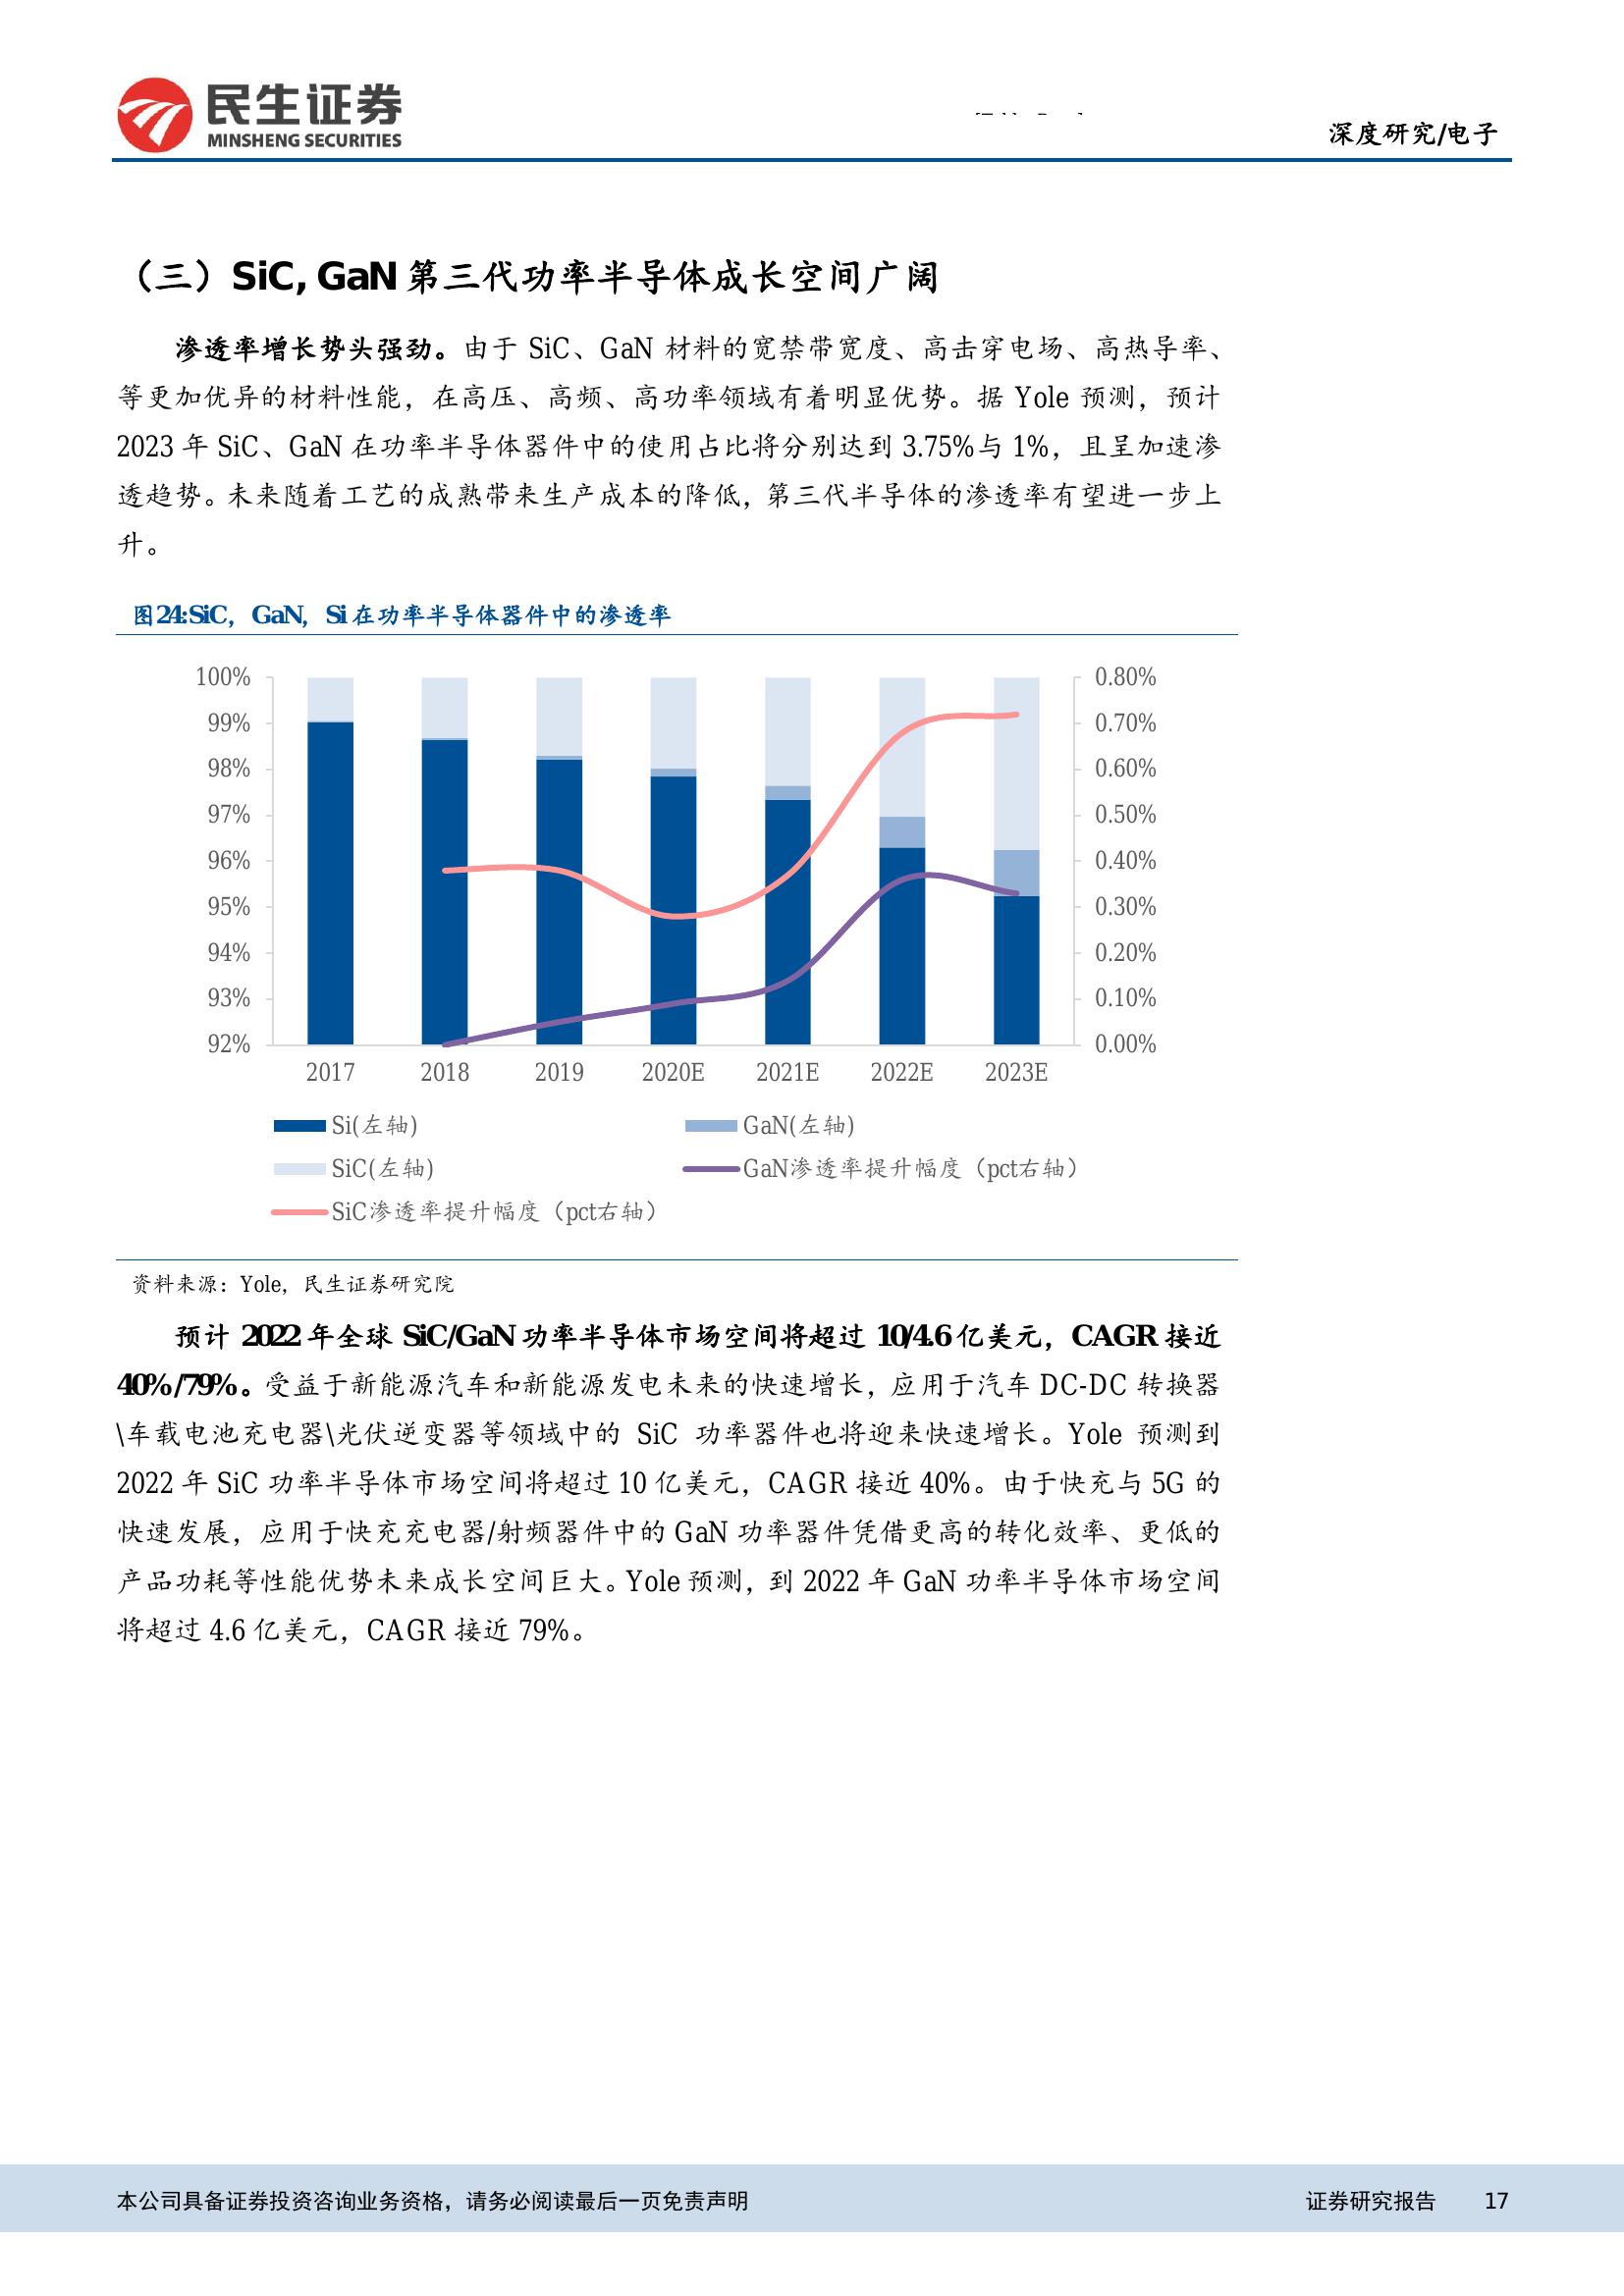 民生证券
MINSHENG SECURITIES
深度研究/电子
（三）SiC, GaN 第三代功率半导体成长空间广阔
渗透率增长势头强劲。由于 SiC、GaN 材料的宽禁带宽度、高击穿电场、高热导率、
等更加优异的材料性能，在高压、高频、高功率领域有着明显优势。据 Yole 预测，预计
2023 年 SiC、GaN 在功率半导体器件中的使用占比将分别达到 3.75%与 1%，且呈加速渗
透趋势。未来随着工艺的成熟带来生产成本的降低，第三代半导体的渗透率有望进一步上
升。
图24:SiC，GaN，Si 在功率半导体器件中的渗透率
100%
99%
98%
97%
96%
95%
94%
93%
92%
0.80%
0.70%
0.60%
0.50%
0.40%
0.30%
0.20%
0.10%
0.00%
2017 2018 2019 2020E 2021E 2022E 2023E
Si(左轴) GaN(左轴)
SiC(左轴) GaN渗透率提升幅度（pct右轴）
SiC渗透率提升幅度（pct右轴）
资料来源：Yole，民生证券研究院
预计 2022 年全球 SiC/GaN 功率半导体市场空间将超过 10/4.6 亿美元，CAGR 接近
40%/79%。受益于新能源汽车和新能源发电未来的快速增长，应用于汽车 DC-DC 转换器
\车载电池充电器\光伏逆变器等领域中的 SiC 功率器件也将迎来快速增长。Yole 预测到
2022 年 SiC 功率半导体市场空间将超过 10 亿美元，CAGR 接近 40%。由于快充与 5G 的
快速发展，应用于快充充电器/射频器件中的 GaN 功率器件凭借更高的转化效率、更低的
产品功耗等性能优势未来成长空间巨大。Yole 预测，到 2022 年 GaN 功率半导体市场空间
将超过 4.6 亿美元，CAGR 接近 79%。
本公司具备证券投资咨询业务资格，请务必阅读最后一页免责声明 证券研究报告 17